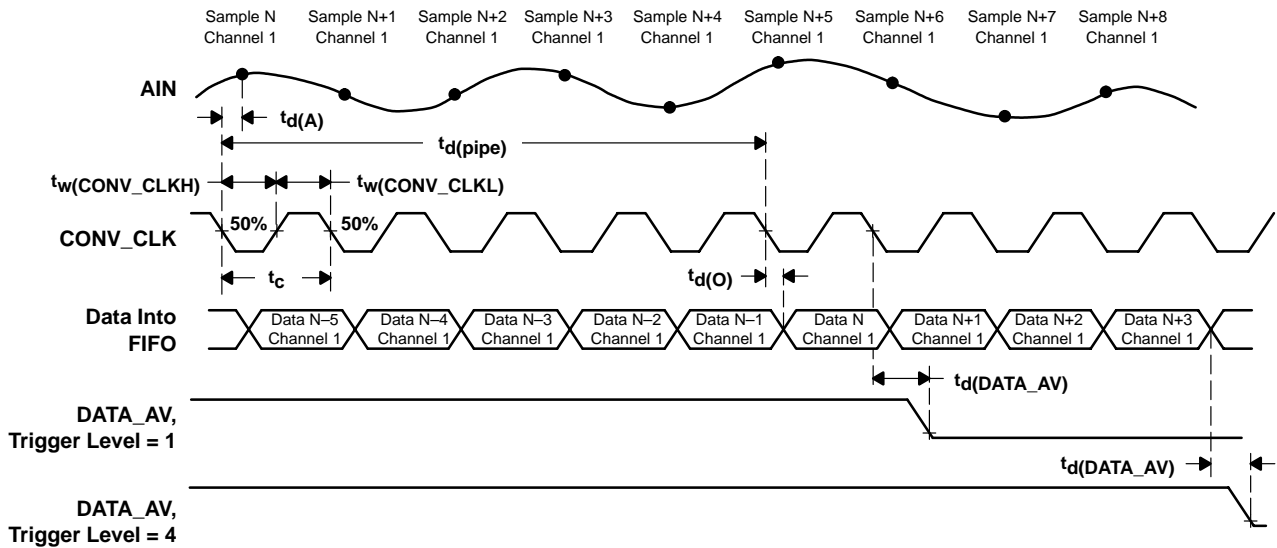 Sample N Sample N+1 Sample N+2 Sample N+3 Sample N+4 Sample N+5 Sample N+6 Sample N+7 Sample N+8
Channel 1 Channel 1 Channel 1 Channel 1 Channel 1 Channel 1 Channel 1 Channel 1 Channel 1
AIN
td(A)
td(pipe)
tw(CONV_CLKH) tw(CONV_CLKL)
50% 50%
CONV_CLK
tc
td(O)
Data Into
FIFO
Data N–5 Data N–4 Data N–3 Data N–2 Data N–1 Data N Data N+1 Data N+2 Data N+3
Channel 1 Channel 1 Channel 1 Channel 1 Channel 1 Channel 1 Channel 1 Channel 1 Channel 1
td(DATA_AV)
DATA_AV,
Trigger Level = 1
td(DATA_AV)
DATA_AV,
Trigger Level = 4